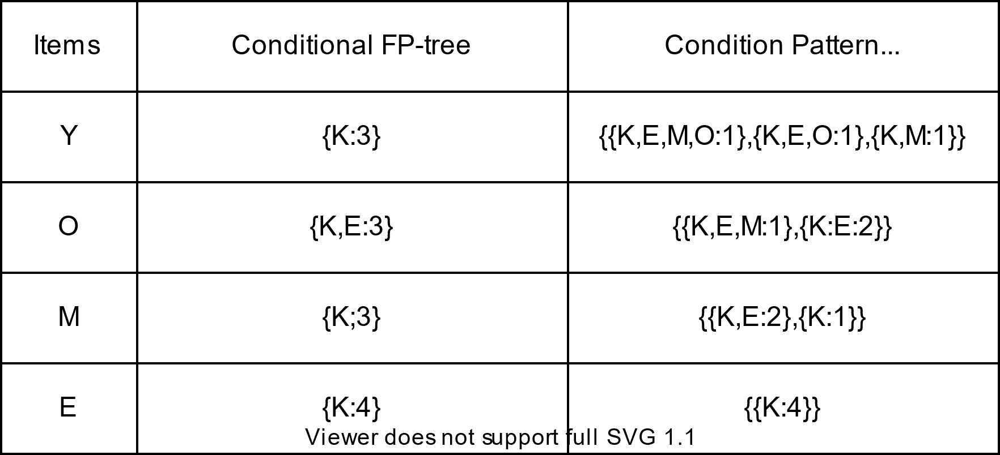 Items Conditional FP-tree Condition Pattern...
Y {K:3} {{K,E,M,O:1},{K,E,O:1},{K,M:1}}
O {K,E:3} {{K,E,M:1},{K:E:2}}
M {K;3} {{K,E:2},{K:1}}
E {K:4} {{K:4}}
Viewer does not support full SVG 1.1